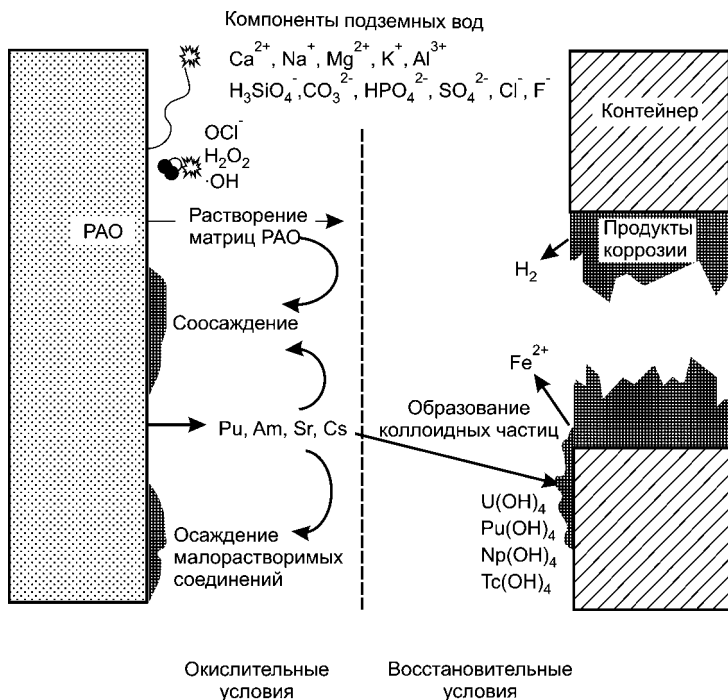 Компоненты подземных вод
Ca²⁺, Na⁺, Mg²⁺, K⁺, Al³⁺
H₃SiO₄⁻,CO₃²⁻, HPO₄²⁻, SO₄²⁻, Cl⁻, F⁻
OCl⁻
H₂O₂
·OH
РАО
Растворение
матриц РАО
Соосаждение
Pu, Am, Sr, Cs
Осаждение
малорастворимых
соединений
Контейнер
Продукты
коррозии
H₂
Fe²⁺
Образование
коллоидных частиц
U(OH)₄
Pu(OH)₄
Np(OH)₄
Tc(OH)₄
Окислительные
условия
Восстановительные
условия